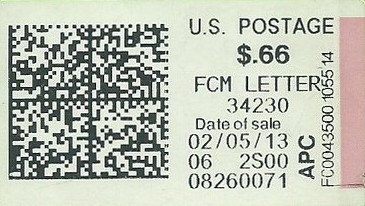 U.S. POSTAGE
$.66
FCM LETTER
34230
Date of sale
02/05/13
06 2S00
08260071
APC
FC0043500105514